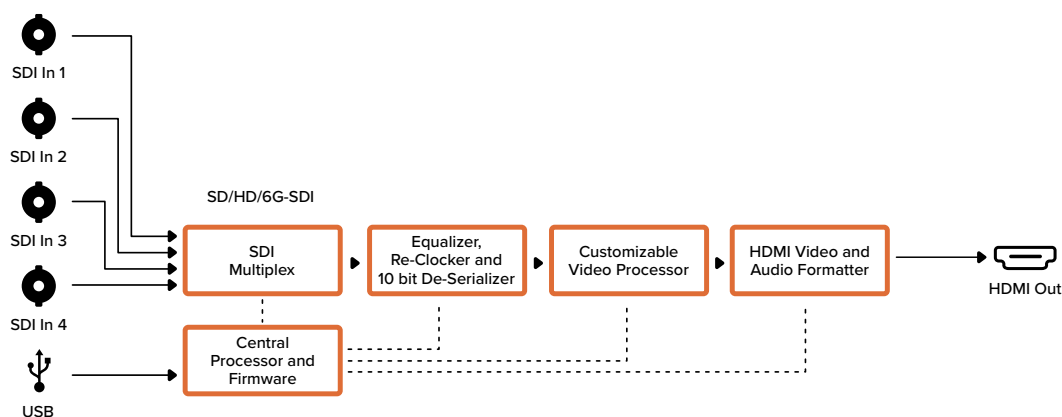 SDI In 1
SDI In 2
SDI In 3
SDI In 4
USB
SD/HD/6G-SDI
SDI
Multiplex
Equalizer,
Re-Clocker and
10 bit De-Serializer
Customizable
Video Processor
HDMI Video and
Audio Formatter
HDMI Out
Central
Processor and
Firmware